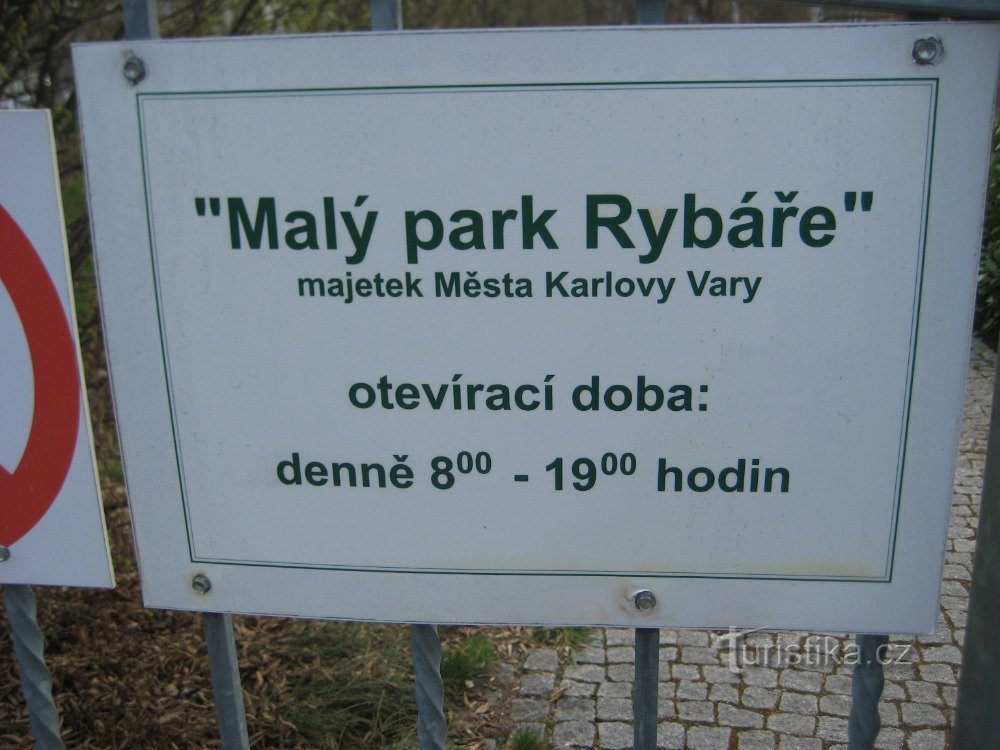 "Malý park Rybáře"
majetek Města Karlovy Vary
otevírací doba:
denně 8⁰⁰ - 19⁰⁰ hodin
Turistika.cz